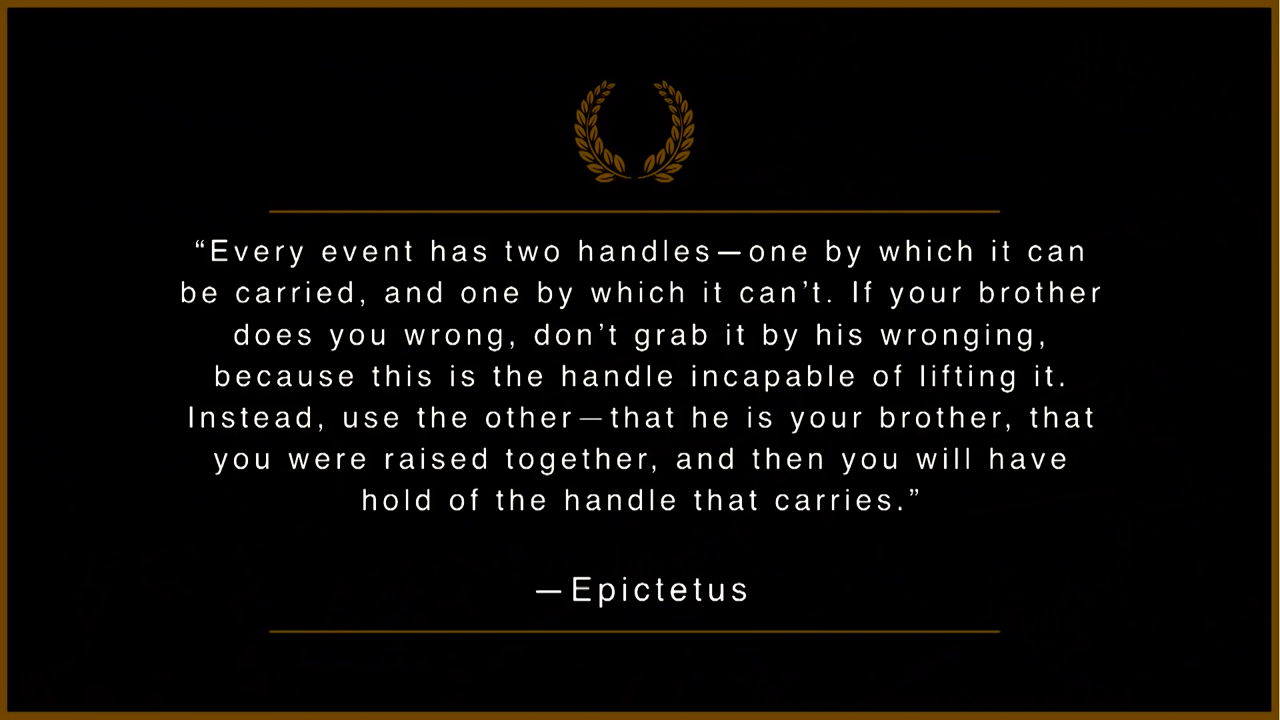 “Every event has two handles—one by which it can
be carried, and one by which it can’t. If your brother
does you wrong, don’t grab it by his wronging,
because this is the handle incapable of lifting it.
Instead, use the other—that he is your brother, that
you were raised together, and then you will have
hold of the handle that carries.”
—Epictetus